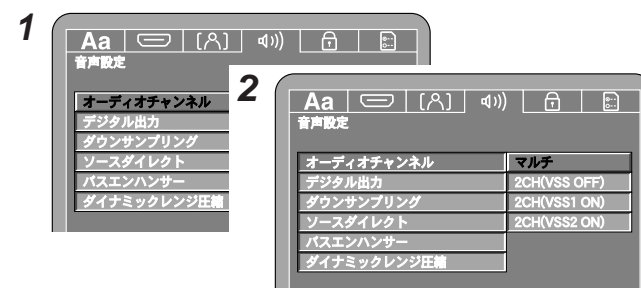 1
Aa
音声設定
オーディオチャンネル
デジタル出力
ダウンサンプリング
ソースダイレクト
バスエンハンサー
ダイナミックレンジ圧縮
2
Aa
音声設定
オーディオチャンネル マルチ
デジタル出力 2CH(VSS OFF)
ダウンサンプリング 2CH(VSS1 ON)
ソースダイレクト 2CH(VSS2 ON)
バスエンハンサー
ダイナミックレンジ圧縮